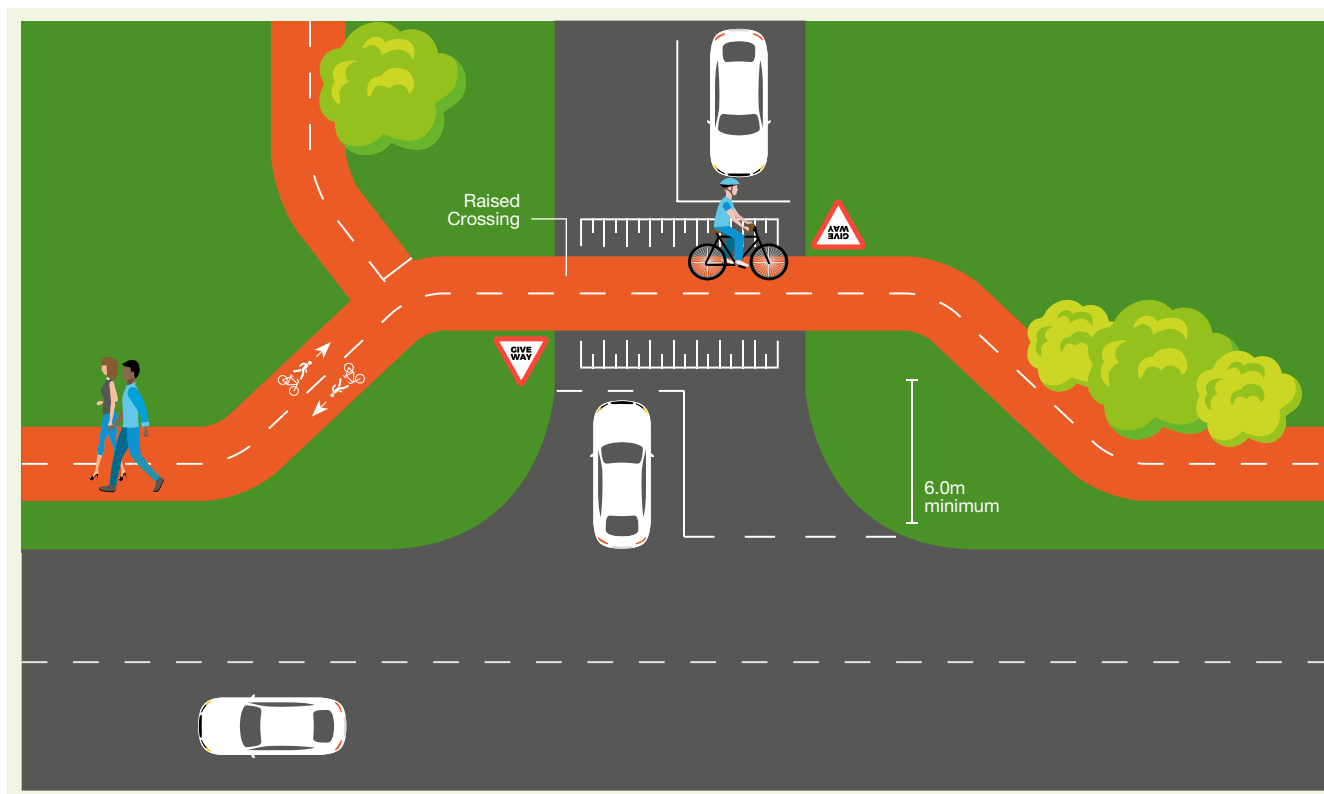 Raised
Crossing
GIVE
WAY
GIVE
WAY
6.0m
minimum